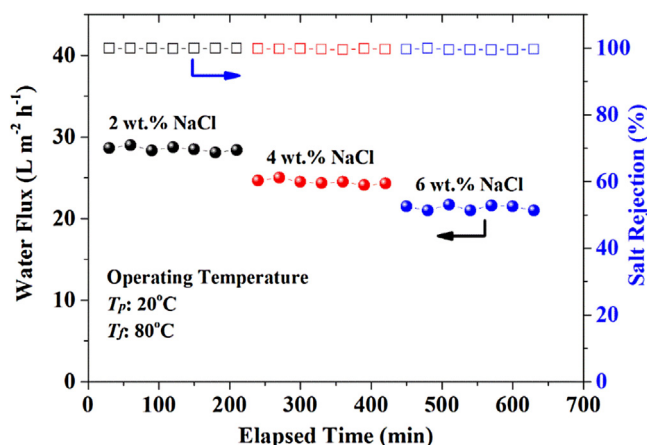 2 wt.% NaCl
4 wt.% NaCl
6 wt.% NaCl
Operating Temperature
Tp: 20°C
Tf: 80°C
Water Flux (L m⁻² h⁻¹)
40
30
20
10
0
Salt Rejection (%)
100
80
60
40
20
0
0 100 200 300 400 500 600 700
Elapsed Time (min)